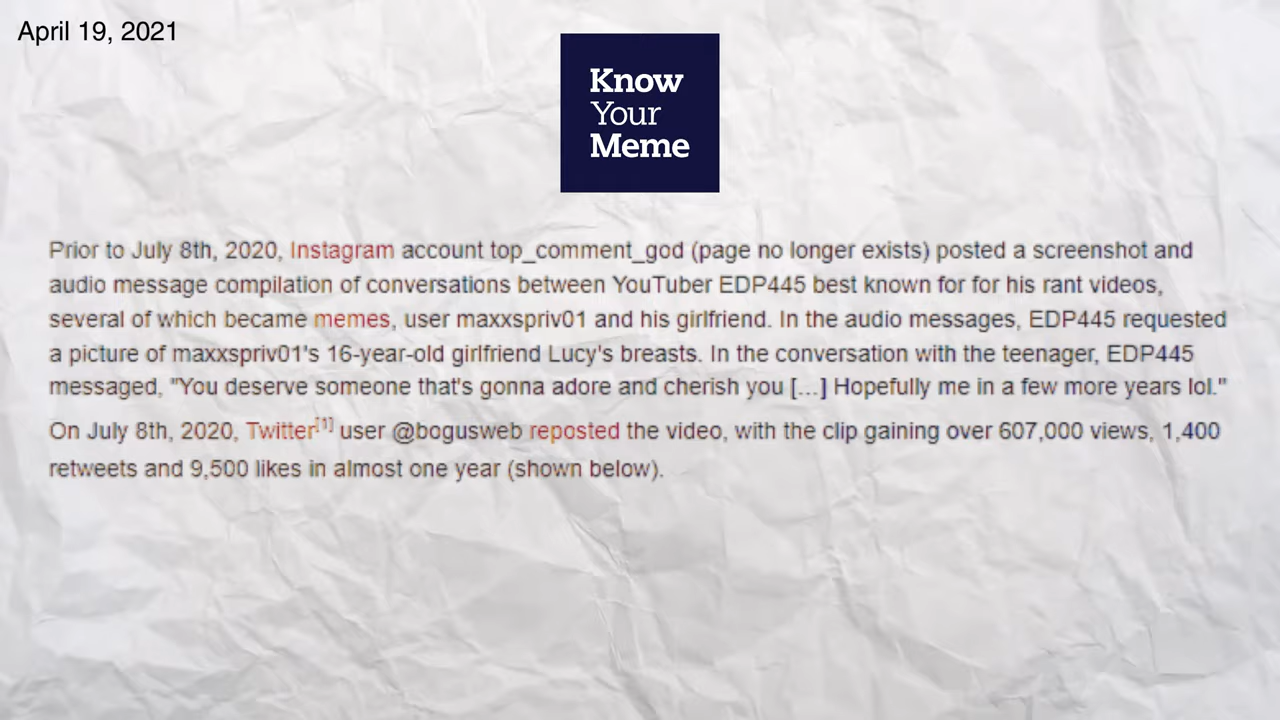 April 19, 2021
Know
Your
Meme
Prior to July 8th, 2020, Instagram account top_comment_god (page no longer exists) posted a screenshot and
audio message compilation of conversations between YouTuber EDP445 best known for for his rant videos,
several of which became memes, user maxxspriv01 and his girlfriend. In the audio messages, EDP445 requested
a picture of maxxspriv01's 16-year-old girlfriend Lucy's breasts. In the conversation with the teenager, EDP445
messaged, "You deserve someone that's gonna adore and cherish you [...] Hopefully me in a few more years lol."
On July 8th, 2020, Twitter[1] user @bogusweb reposted the video, with the clip gaining over 607,000 views, 1,400
retweets and 9,500 likes in almost one year (shown below).